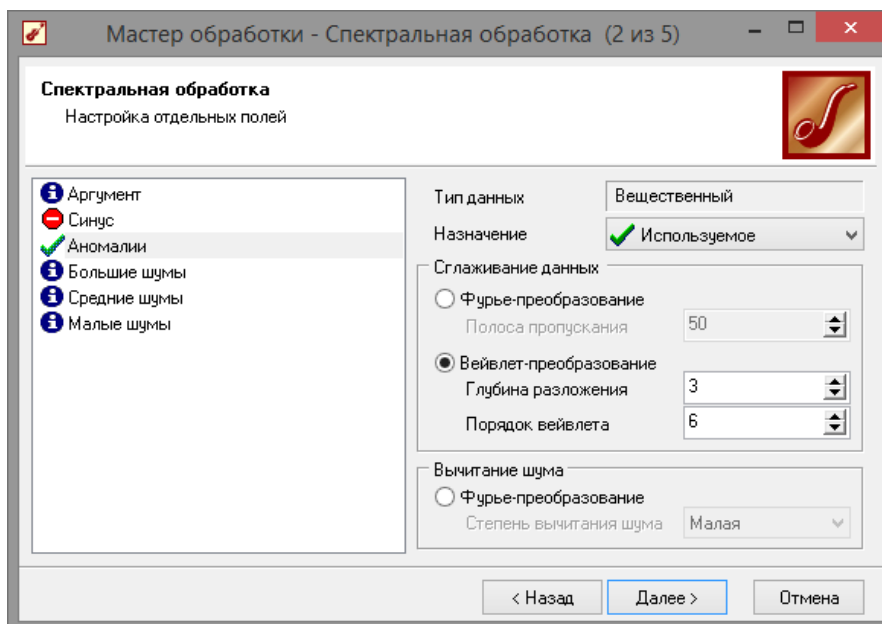 Мастер обработки - Спектральная обработка (2 из 5)
Спектральная обработка
Настройка отдельных полей
Аргумент
Синус
Аномалии
Большие шумы
Средние шумы
Малые шумы
Тип данных Вещественный
Назначение Используемое
Сглаживание данных
Фурье-преобразование
Полоса пропускания 50
Вейвлет-преобразование
Глубина разложения 3
Порядок вейвлета 6
Вычитание шума
Фурье-преобразование
Степень вычитания шума Малая
< Назад Далее > Отмена